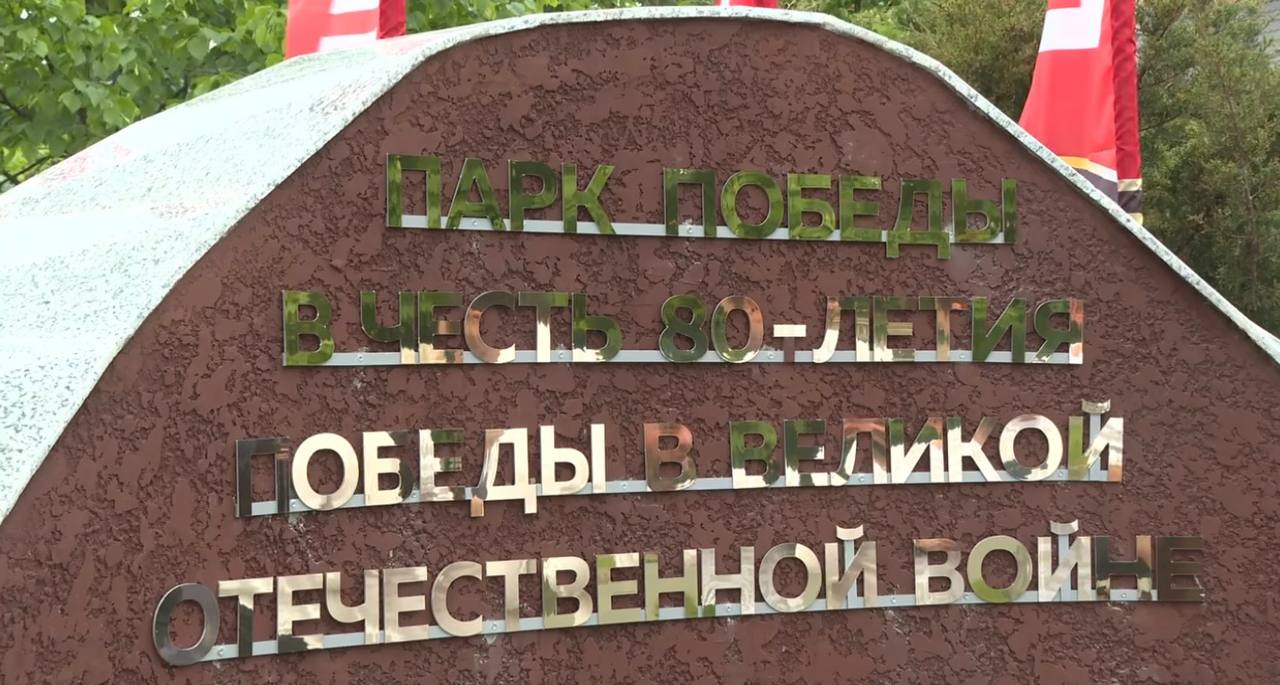 ПАРК ПОБЕДЫ
В ЧЕСТЬ 80-ЛЕТИЯ
ПОБЕДЫ В ВЕЛИКОЙ
ОТЕЧЕСТВЕННОЙ ВОЙНЕ